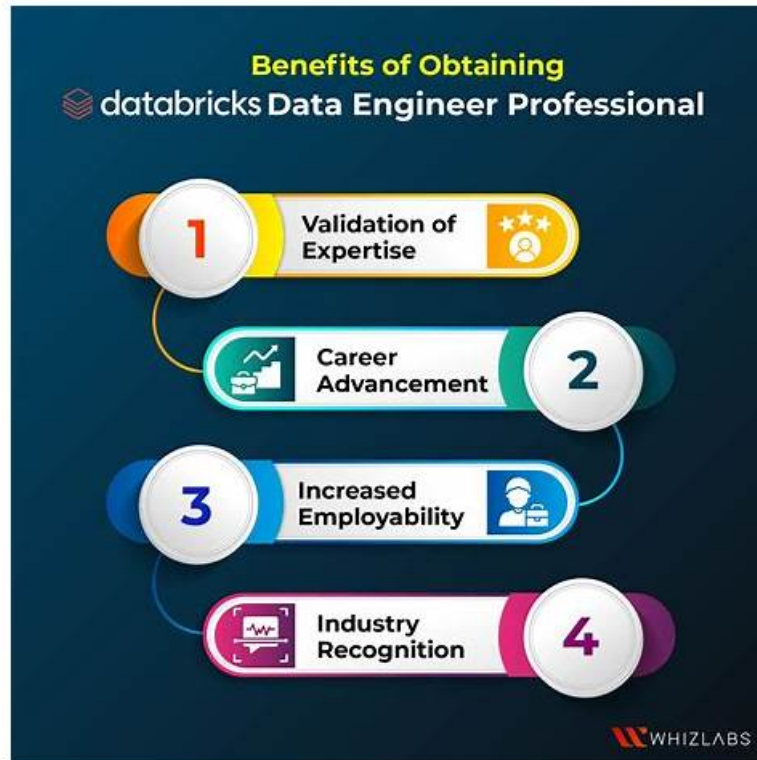 Benefits of Obtaining
databricks Data Engineer Professional
1
Validation of
Expertise
Career
Advancement
2
3
Increased
Employability
Industry
Recognition
4
WHIZLABS